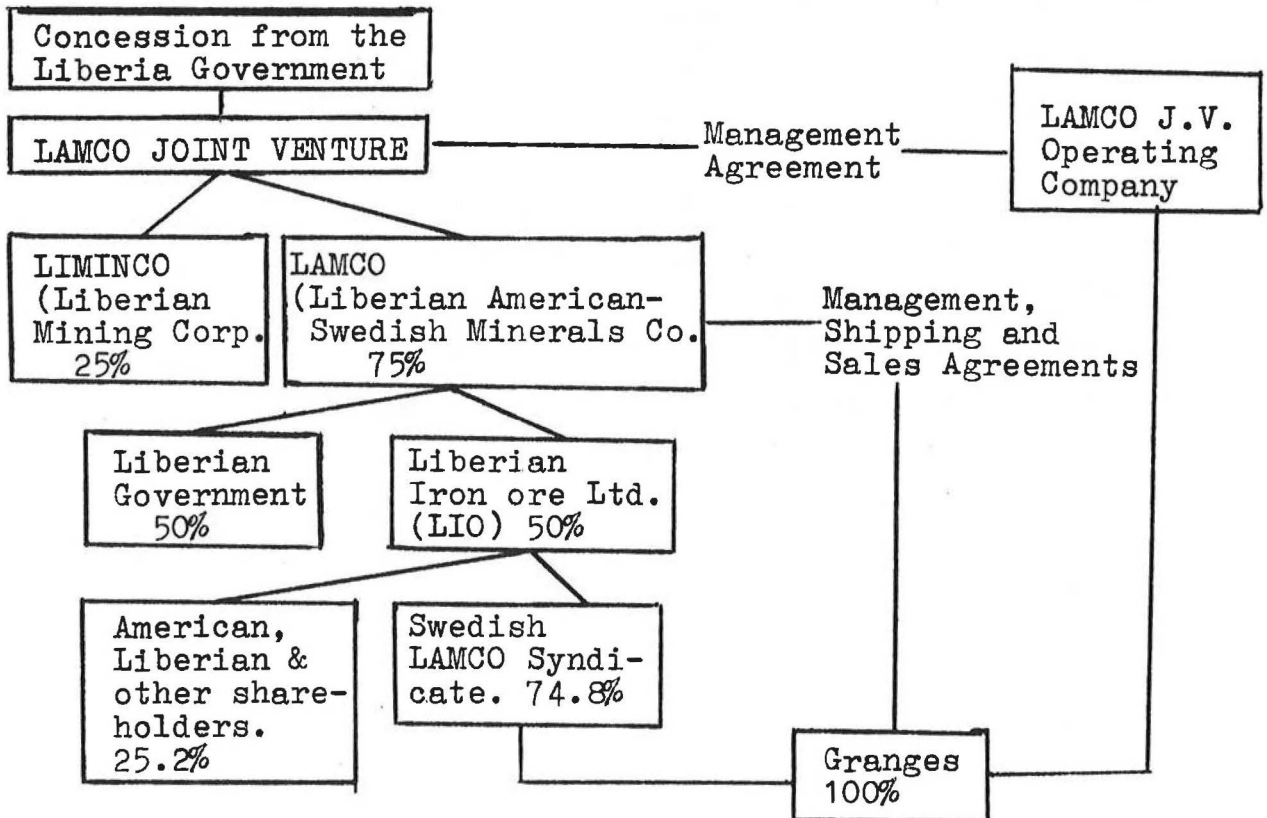 Concession from the
Liberia Government
LAMCO JOINT VENTURE
Management
Agreement
LAMCO J.V.
Operating
Company
LIMINCO
(Liberian
Mining Corp.
25%
LAMCO
(Liberian American-
Swedish Minerals Co.
75%
Management,
Shipping and
Sales Agreements
Liberian
Government
50%
Liberian
Iron ore Ltd.
(LIO) 50%
American,
Liberian &
other share-
holders.
25.2%
Swedish
LAMCO Syndi-
cate. 74.8%
Granges
100%